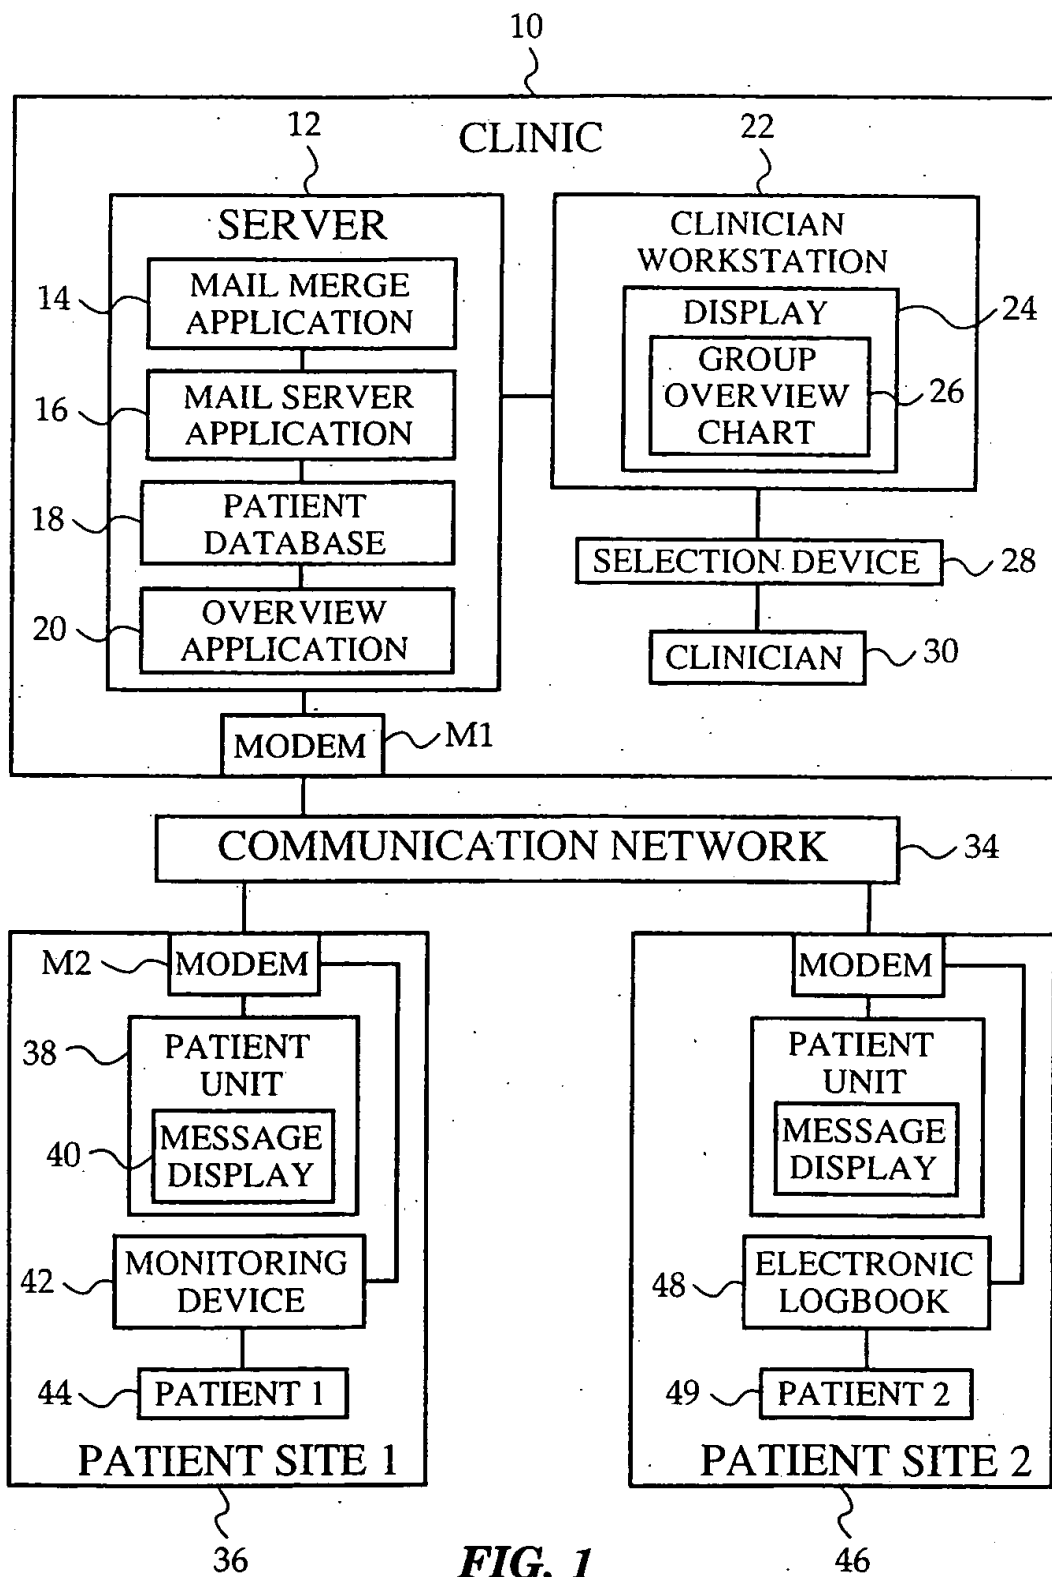 10
CLINIC
12
22
SERVER
CLINICIAN
WORKSTATION
14
MAIL MERGE
APPLICATION
DISPLAY
24
GROUP
OVERVIEW
CHART
26
16
MAIL SERVER
APPLICATION
18
PATIENT
DATABASE
SELECTION DEVICE
28
20
OVERVIEW
APPLICATION
CLINICIAN
30
MODEM
M1
COMMUNICATION NETWORK
34
M2
MODEM
MODEM
38
PATIENT
UNIT
PATIENT
UNIT
40
MESSAGE
DISPLAY
MESSAGE
DISPLAY
42
MONITORING
DEVICE
48
ELECTRONIC
LOGBOOK
44
PATIENT 1
49
PATIENT 2
PATIENT SITE 1
PATIENT SITE 2
36
FIG. 1
46